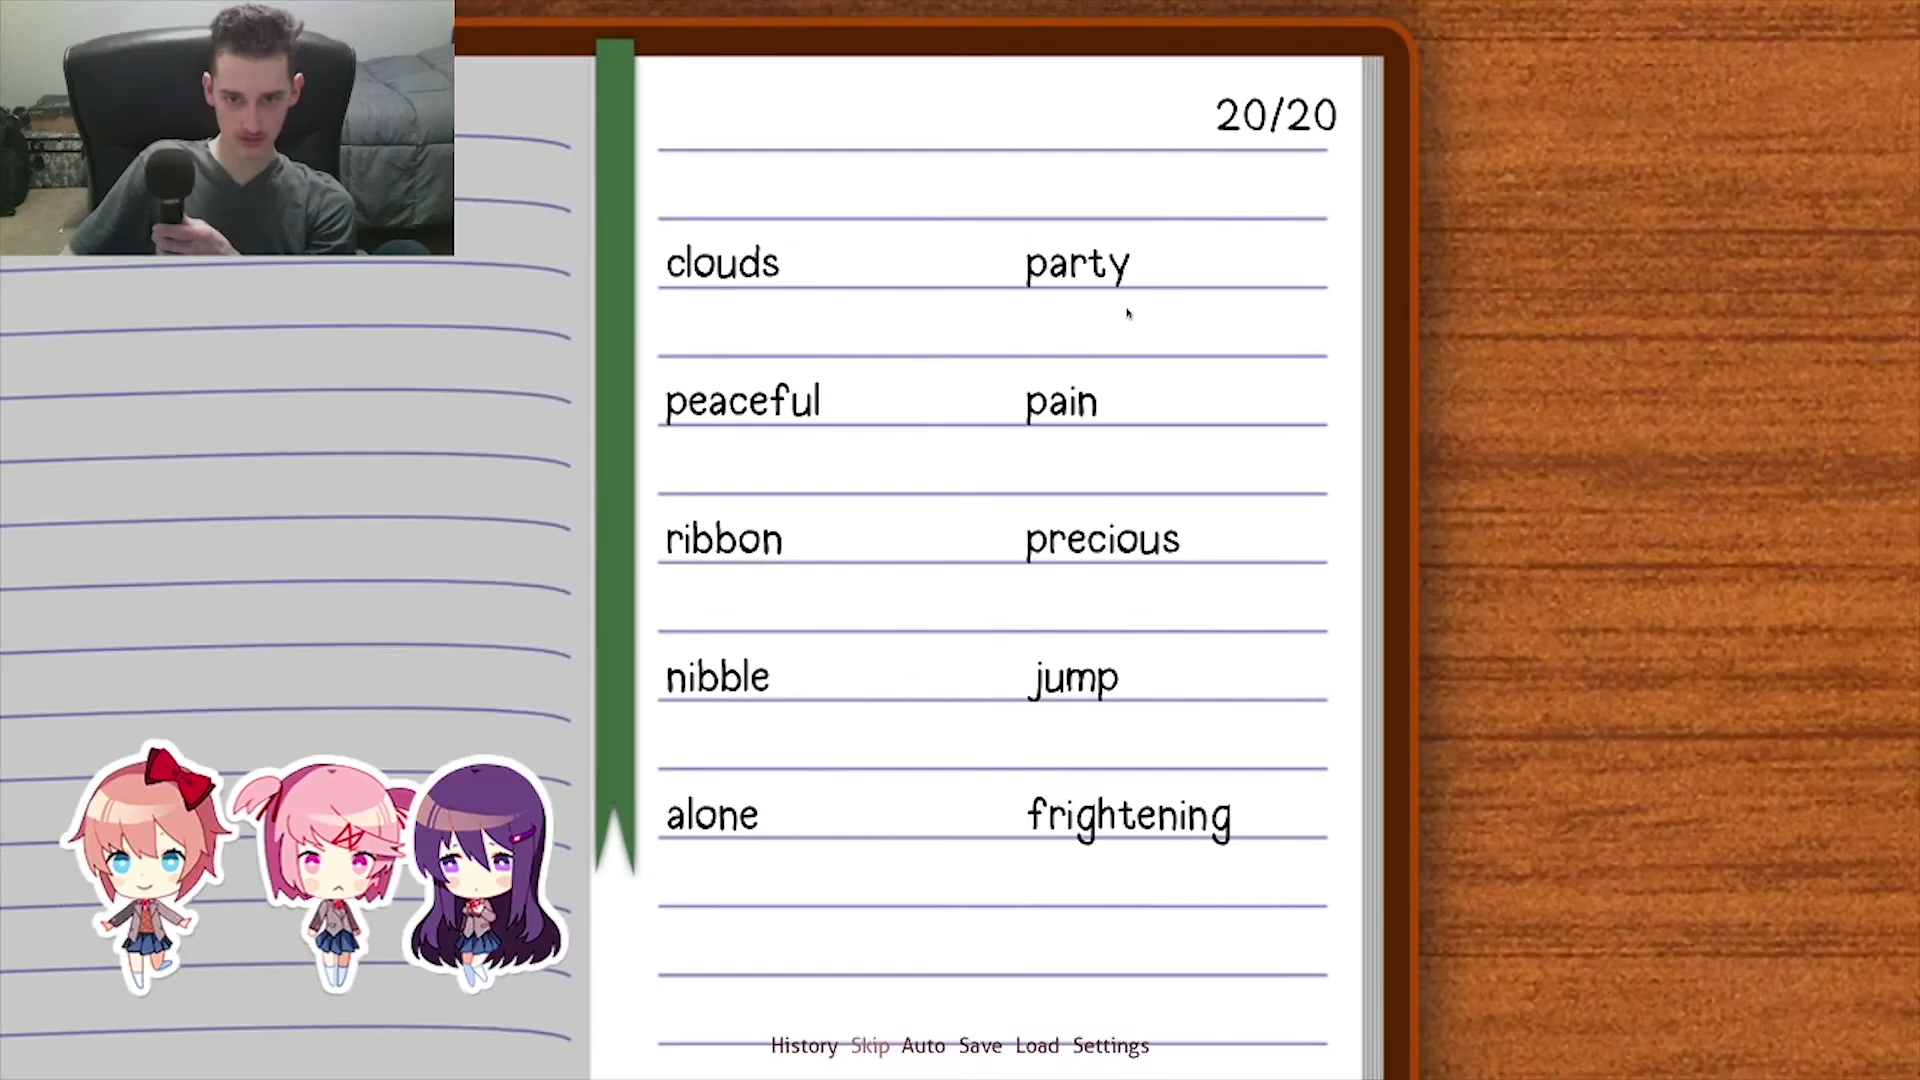 20/20
clouds party
peaceful pain
ribbon precious
nibble jump
alone frightening
History Skip Auto Save Load Settings